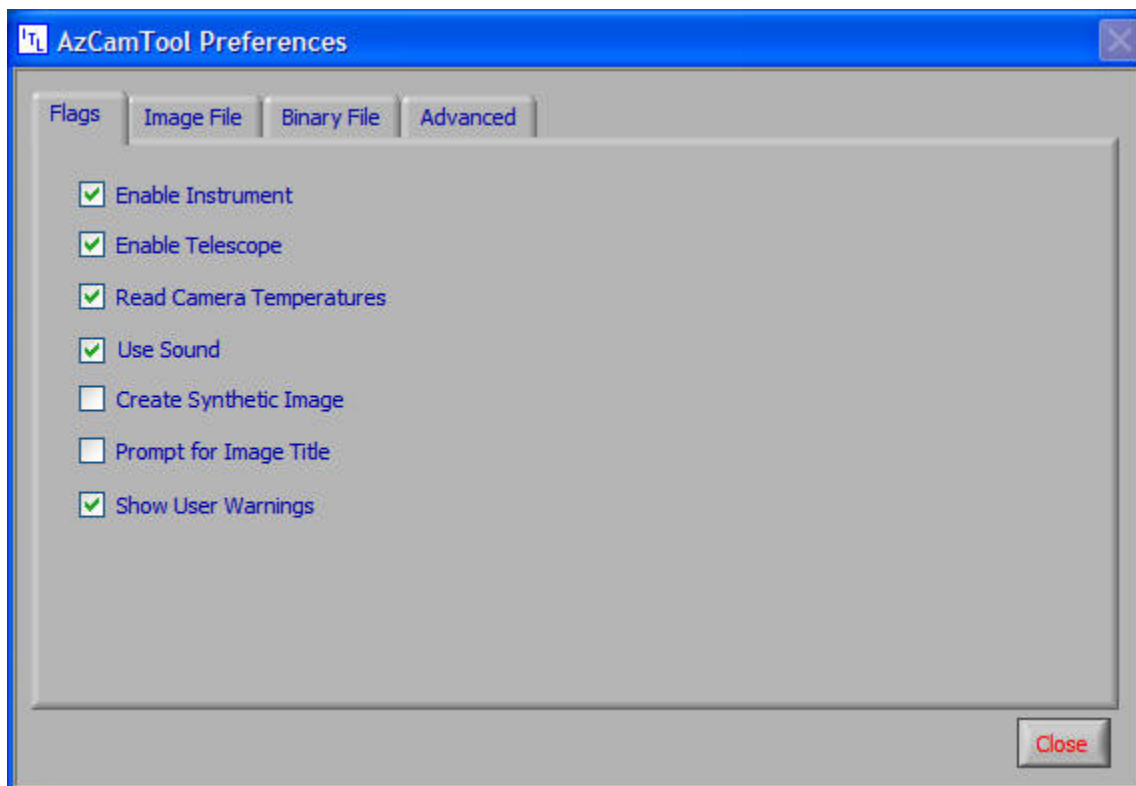 ITL AzCamTool Preferences
Flags Image File Binary File Advanced
Enable Instrument
Enable Telescope
Read Camera Temperatures
Use Sound
Create Synthetic Image
Prompt for Image Title
Show User Warnings
Close